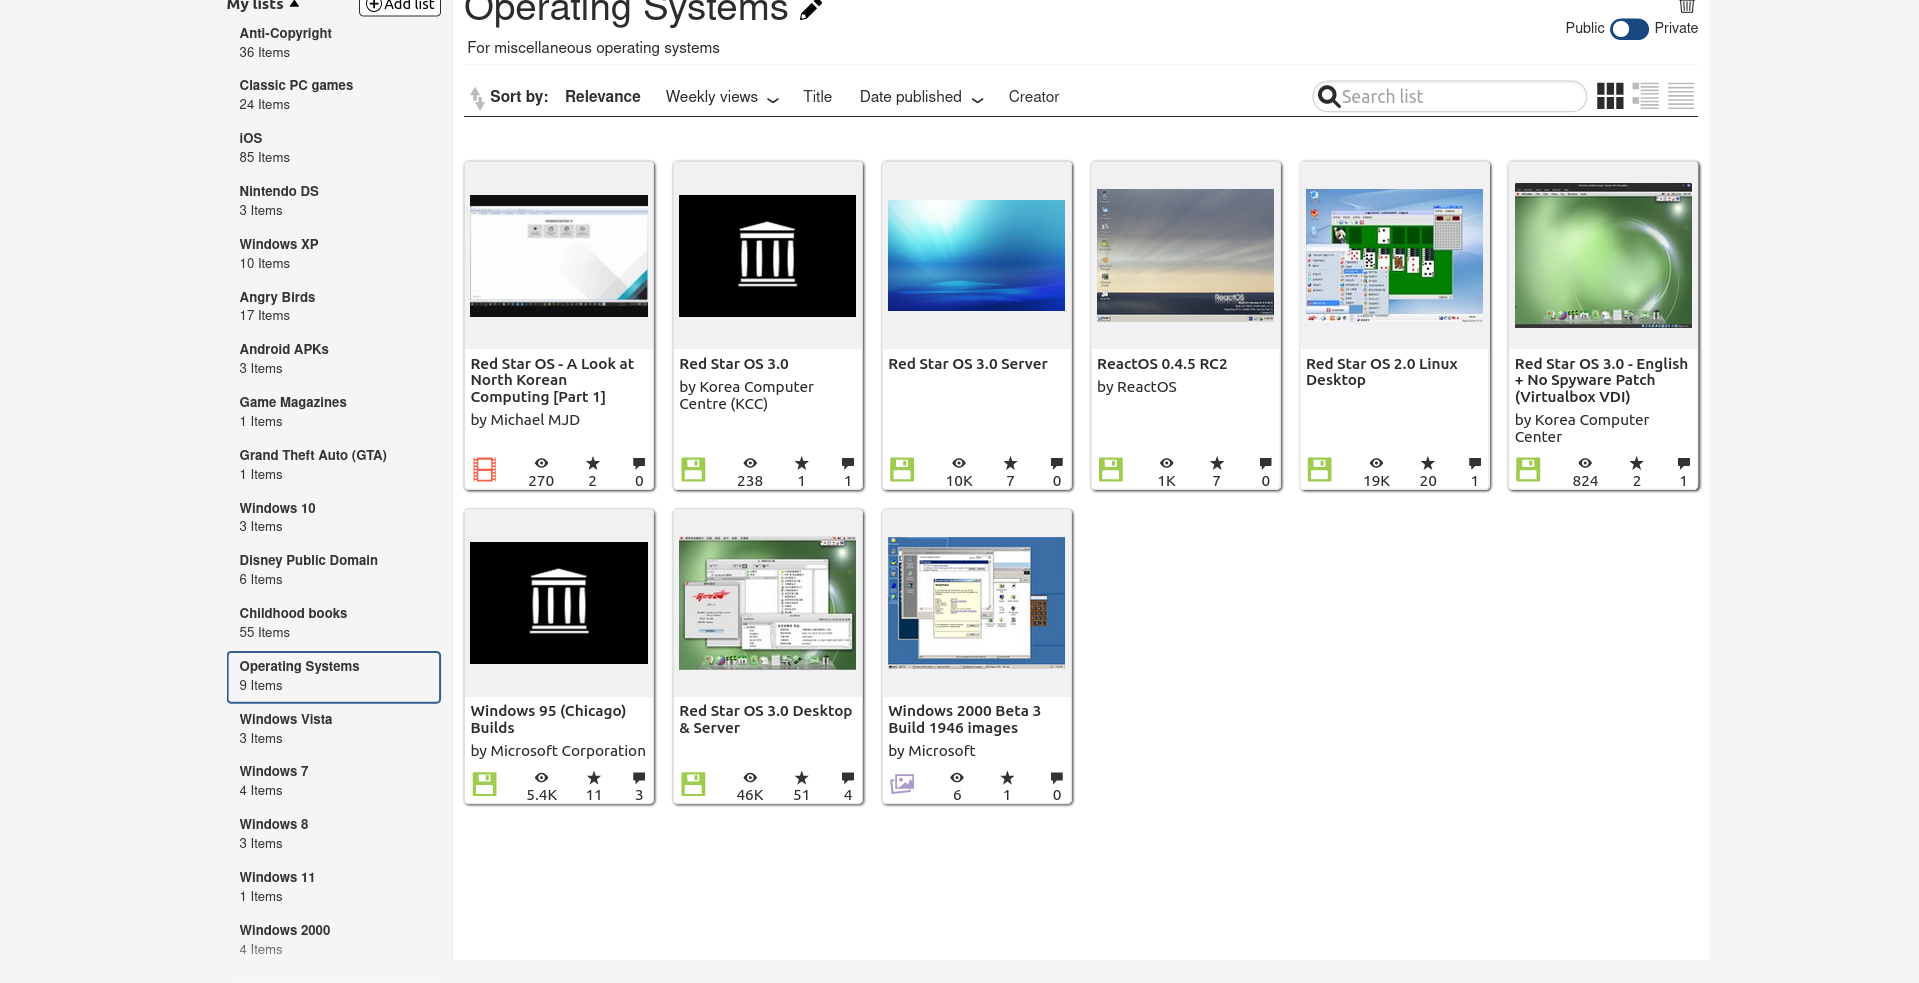 My lists
Add list
Anti-Copyright
36 Items
Classic PC games
24 Items
iOS
85 Items
Nintendo DS
3 Items
Windows XP
10 Items
Angry Birds
17 Items
Android APKs
3 Items
Game Magazines
1 Items
Grand Theft Auto (GTA)
1 Items
Windows 10
3 Items
Disney Public Domain
6 Items
Childhood books
55 Items
Operating Systems
9 Items
Windows Vista
3 Items
Windows 7
4 Items
Windows 8
3 Items
Windows 11
1 Items
Windows 2000
4 Items
Operating Systems
For miscellaneous operating systems
Public Private
Sort by: Relevance Weekly views Title Date published Creator
Search list
Red Star OS - A Look at
North Korean
Computing [Part 1]
by Michael MJD
270 2 0
Red Star OS 3.0
by Korea Computer
Centre (KCC)
238 1 1
Red Star OS 3.0 Server
10K 7 0
ReactOS
ReactOS 0.4.5 RC2
by ReactOS
1K 7 0
Red Star OS 2.0 Linux
Desktop
19K 20 1
Red Star OS 3.0 - English
+ No Spyware Patch
(Virtualbox VDI)
by Korea Computer
Center
824 2 1
Windows 95 (Chicago)
Builds
by Microsoft Corporation
5.4K 11 3
Red Star OS 3.0 Desktop
& Server
46K 51 4
Windows 2000 Beta 3
Build 1946 images
by Microsoft
6 1 0